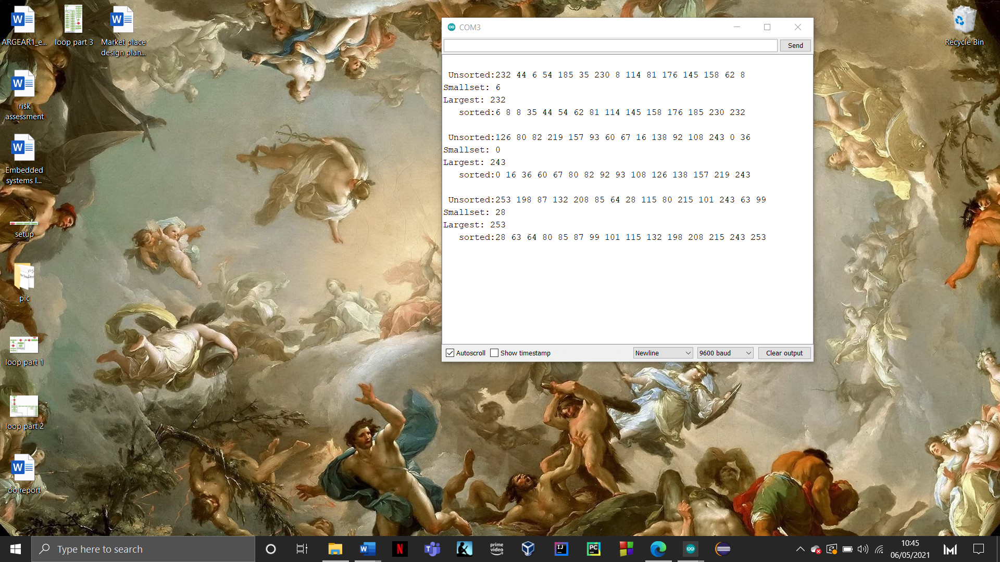 ARGEAR1_e...
loop part 3
Market place
design plan...
risk
assessment
Embedded
systems l...
setup
pic
loop part 1
loop part 2
oo report
Recycle Bin
COM3
Send
Unsorted:232 44 6 54 185 35 230 8 114 81 176 145 158 62 8
Smallset: 6
Largest: 232
sorted:6 8 8 35 44 54 62 81 114 145 158 176 185 230 232
Unsorted:126 80 82 219 157 93 60 67 16 138 92 108 243 0 36
Smallset: 0
Largest: 243
sorted:0 16 36 60 67 80 82 92 93 108 126 138 157 219 243
Unsorted:253 198 87 132 208 85 64 28 115 80 215 101 243 63 99
Smallset: 28
Largest: 253
sorted:28 63 64 80 85 87 99 101 115 132 198 208 215 243 253
Autoscroll
Show timestamp
Newline
9600 baud
Clear output
Type here to search
prime
video
IJ
PC
10:45
06/05/2021